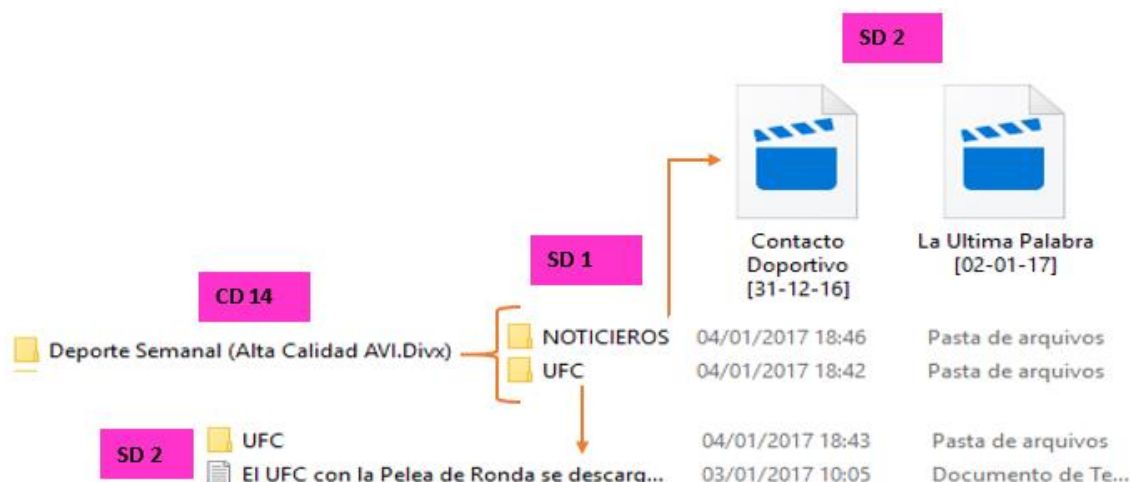 SD 2
Contacto
Doportivo
[31-12-16]
La Ultima Palabra
[02-01-17]
SD 1
CD 14
Deporte Semanal (Alta Calidad AVI.Divx)
NOTICIEROS 04/01/2017 18:46 Pasta de arquivos
UFC 04/01/2017 18:42 Pasta de arquivos
SD 2
UFC 04/01/2017 18:43 Pasta de arquivos
El UFC con la Pelea de Ronda se descarg... 03/01/2017 10:05 Documento de Te...